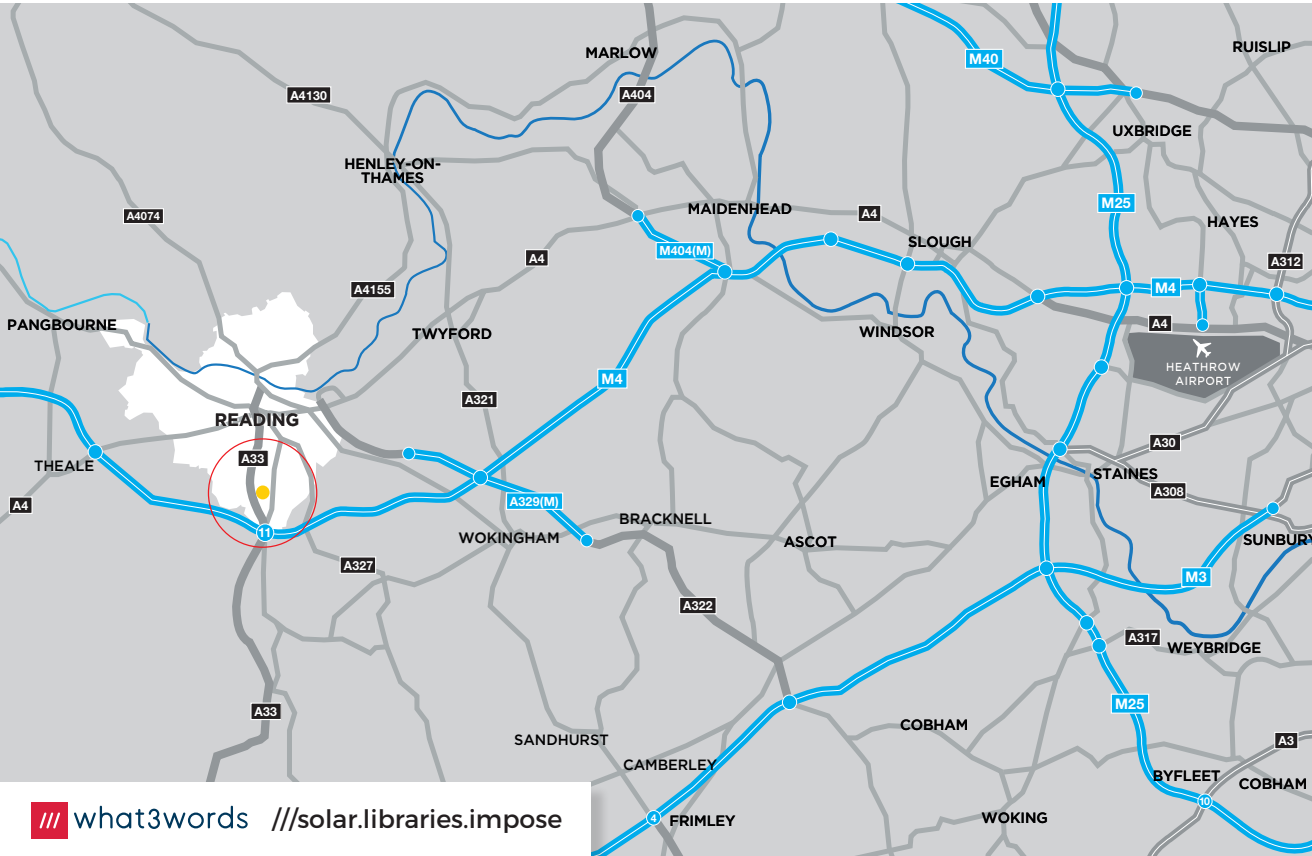 MARLOW
M40
RUISLIP
A4130
A404
UXBRIDGE
HENLEY-ON-
THAMES
M25
A4074
MAIDENHEAD
A4
HAYES
M404(M)
SLOUGH
A4
A312
A4155
M4
PANGBOURNE
TWYFORD
WINDSOR
A4
HEATHROW
AIRPORT
M4
A321
READING
A33
THEALE
A30
STAINES
EGHAM
A308
A4
A329(M)
11
WOKINGHAM
BRACKNELL
ASCOT
SUNBURY
A327
M3
A322
A317
WEYBRIDGE
A33
M25
COBHAM
SANDHURST
A3
CAMBERLEY
BYFLEET
COBHAM
10
4
FRIMLEY
WOKING
/// what3words ///solar.libraries.impose